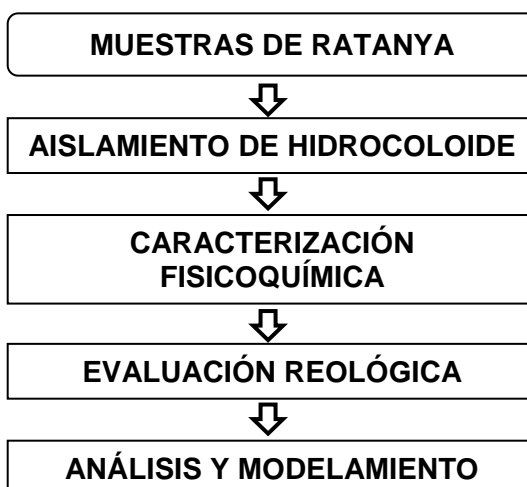 MUESTRAS DE RATANYA
AISLAMIENTO DE HIDROCOLOIDE
CARACTERIZACIÓN
FISICOQUÍMICA
EVALUACIÓN REOLÓGICA
ANÁLISIS Y MODELAMIENTO